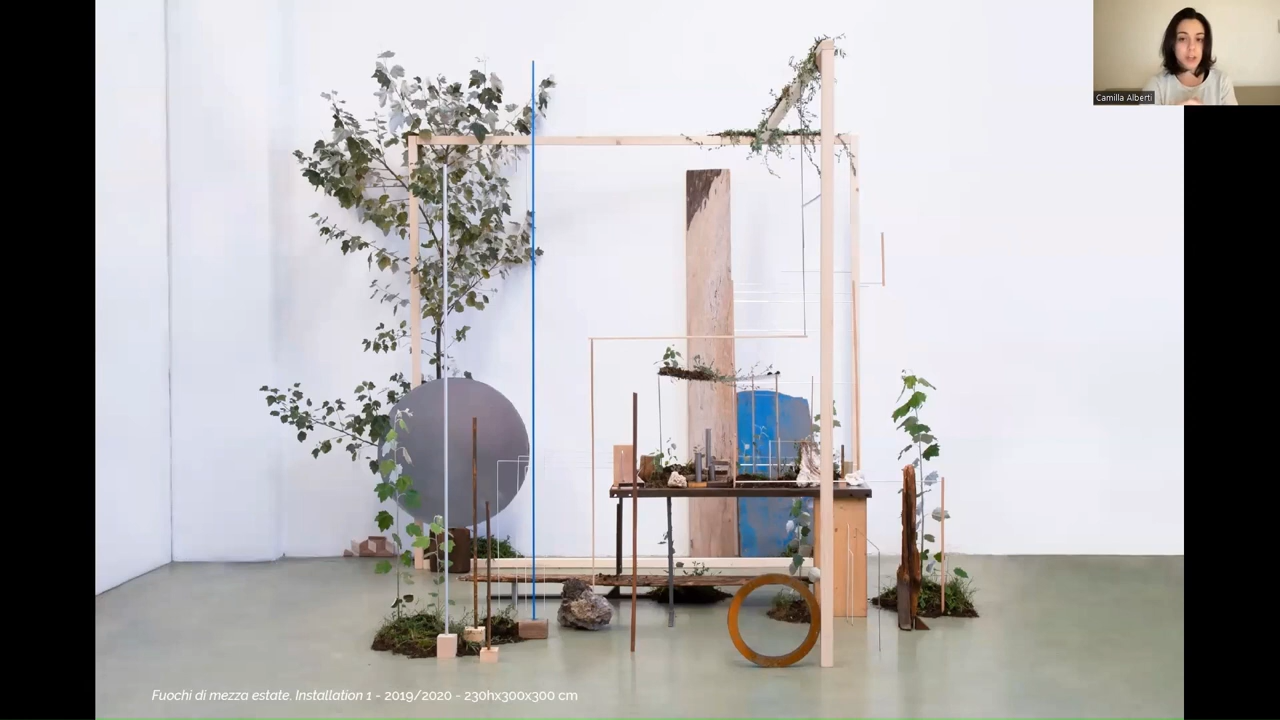 Camilla Alberti
Fuochi di mezza estate. Installation 1 - 2019/2020 - 230hx300x300 cm